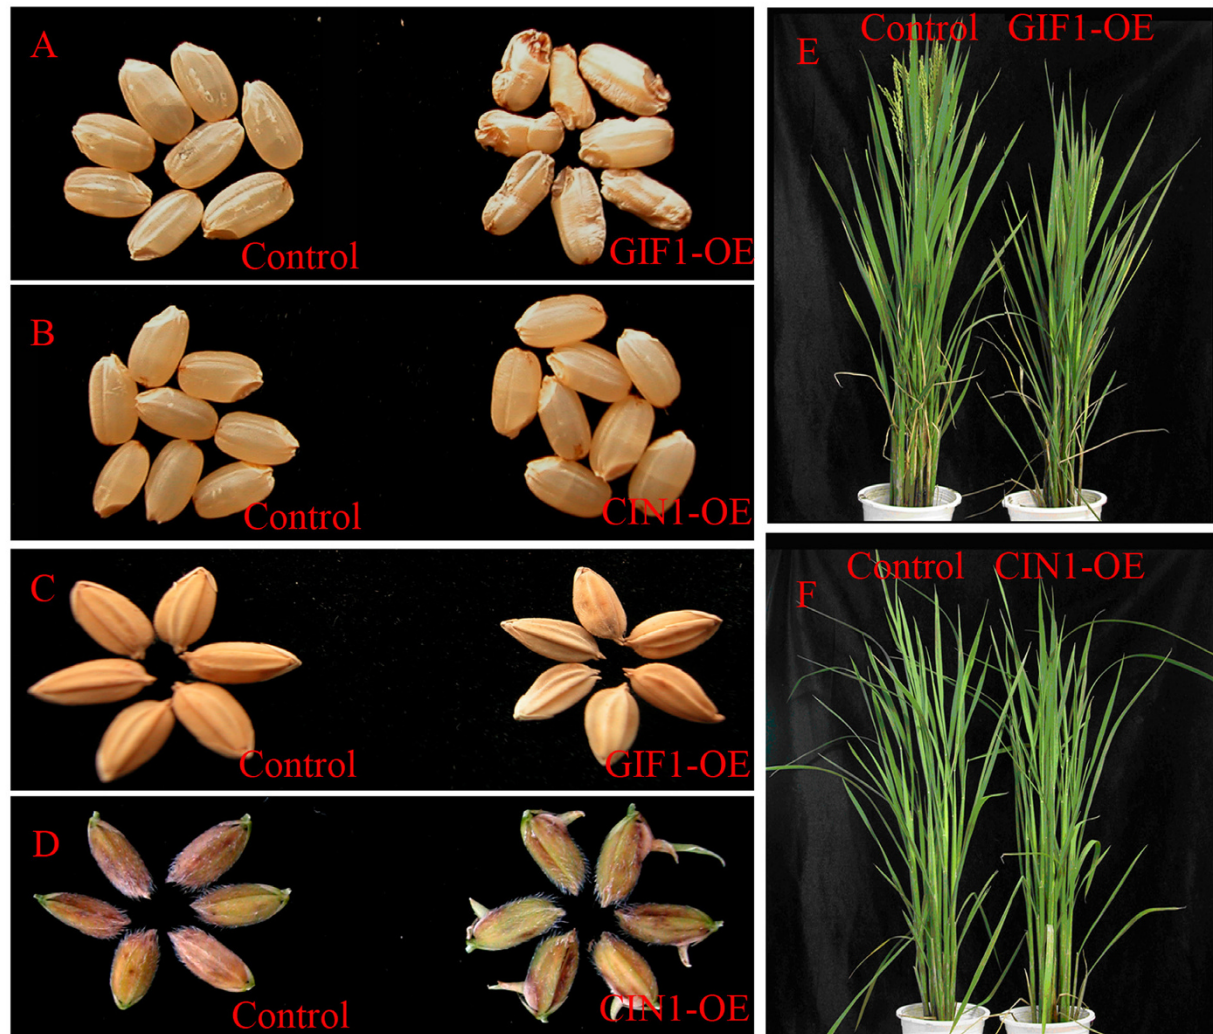 A
Control
GIF1-OE
B
Control
CIN1-OE
C
Control
GIF1-OE
D
Control
CIN1-OE
E
Control
GIF1-OE
F
Control
CIN1-OE